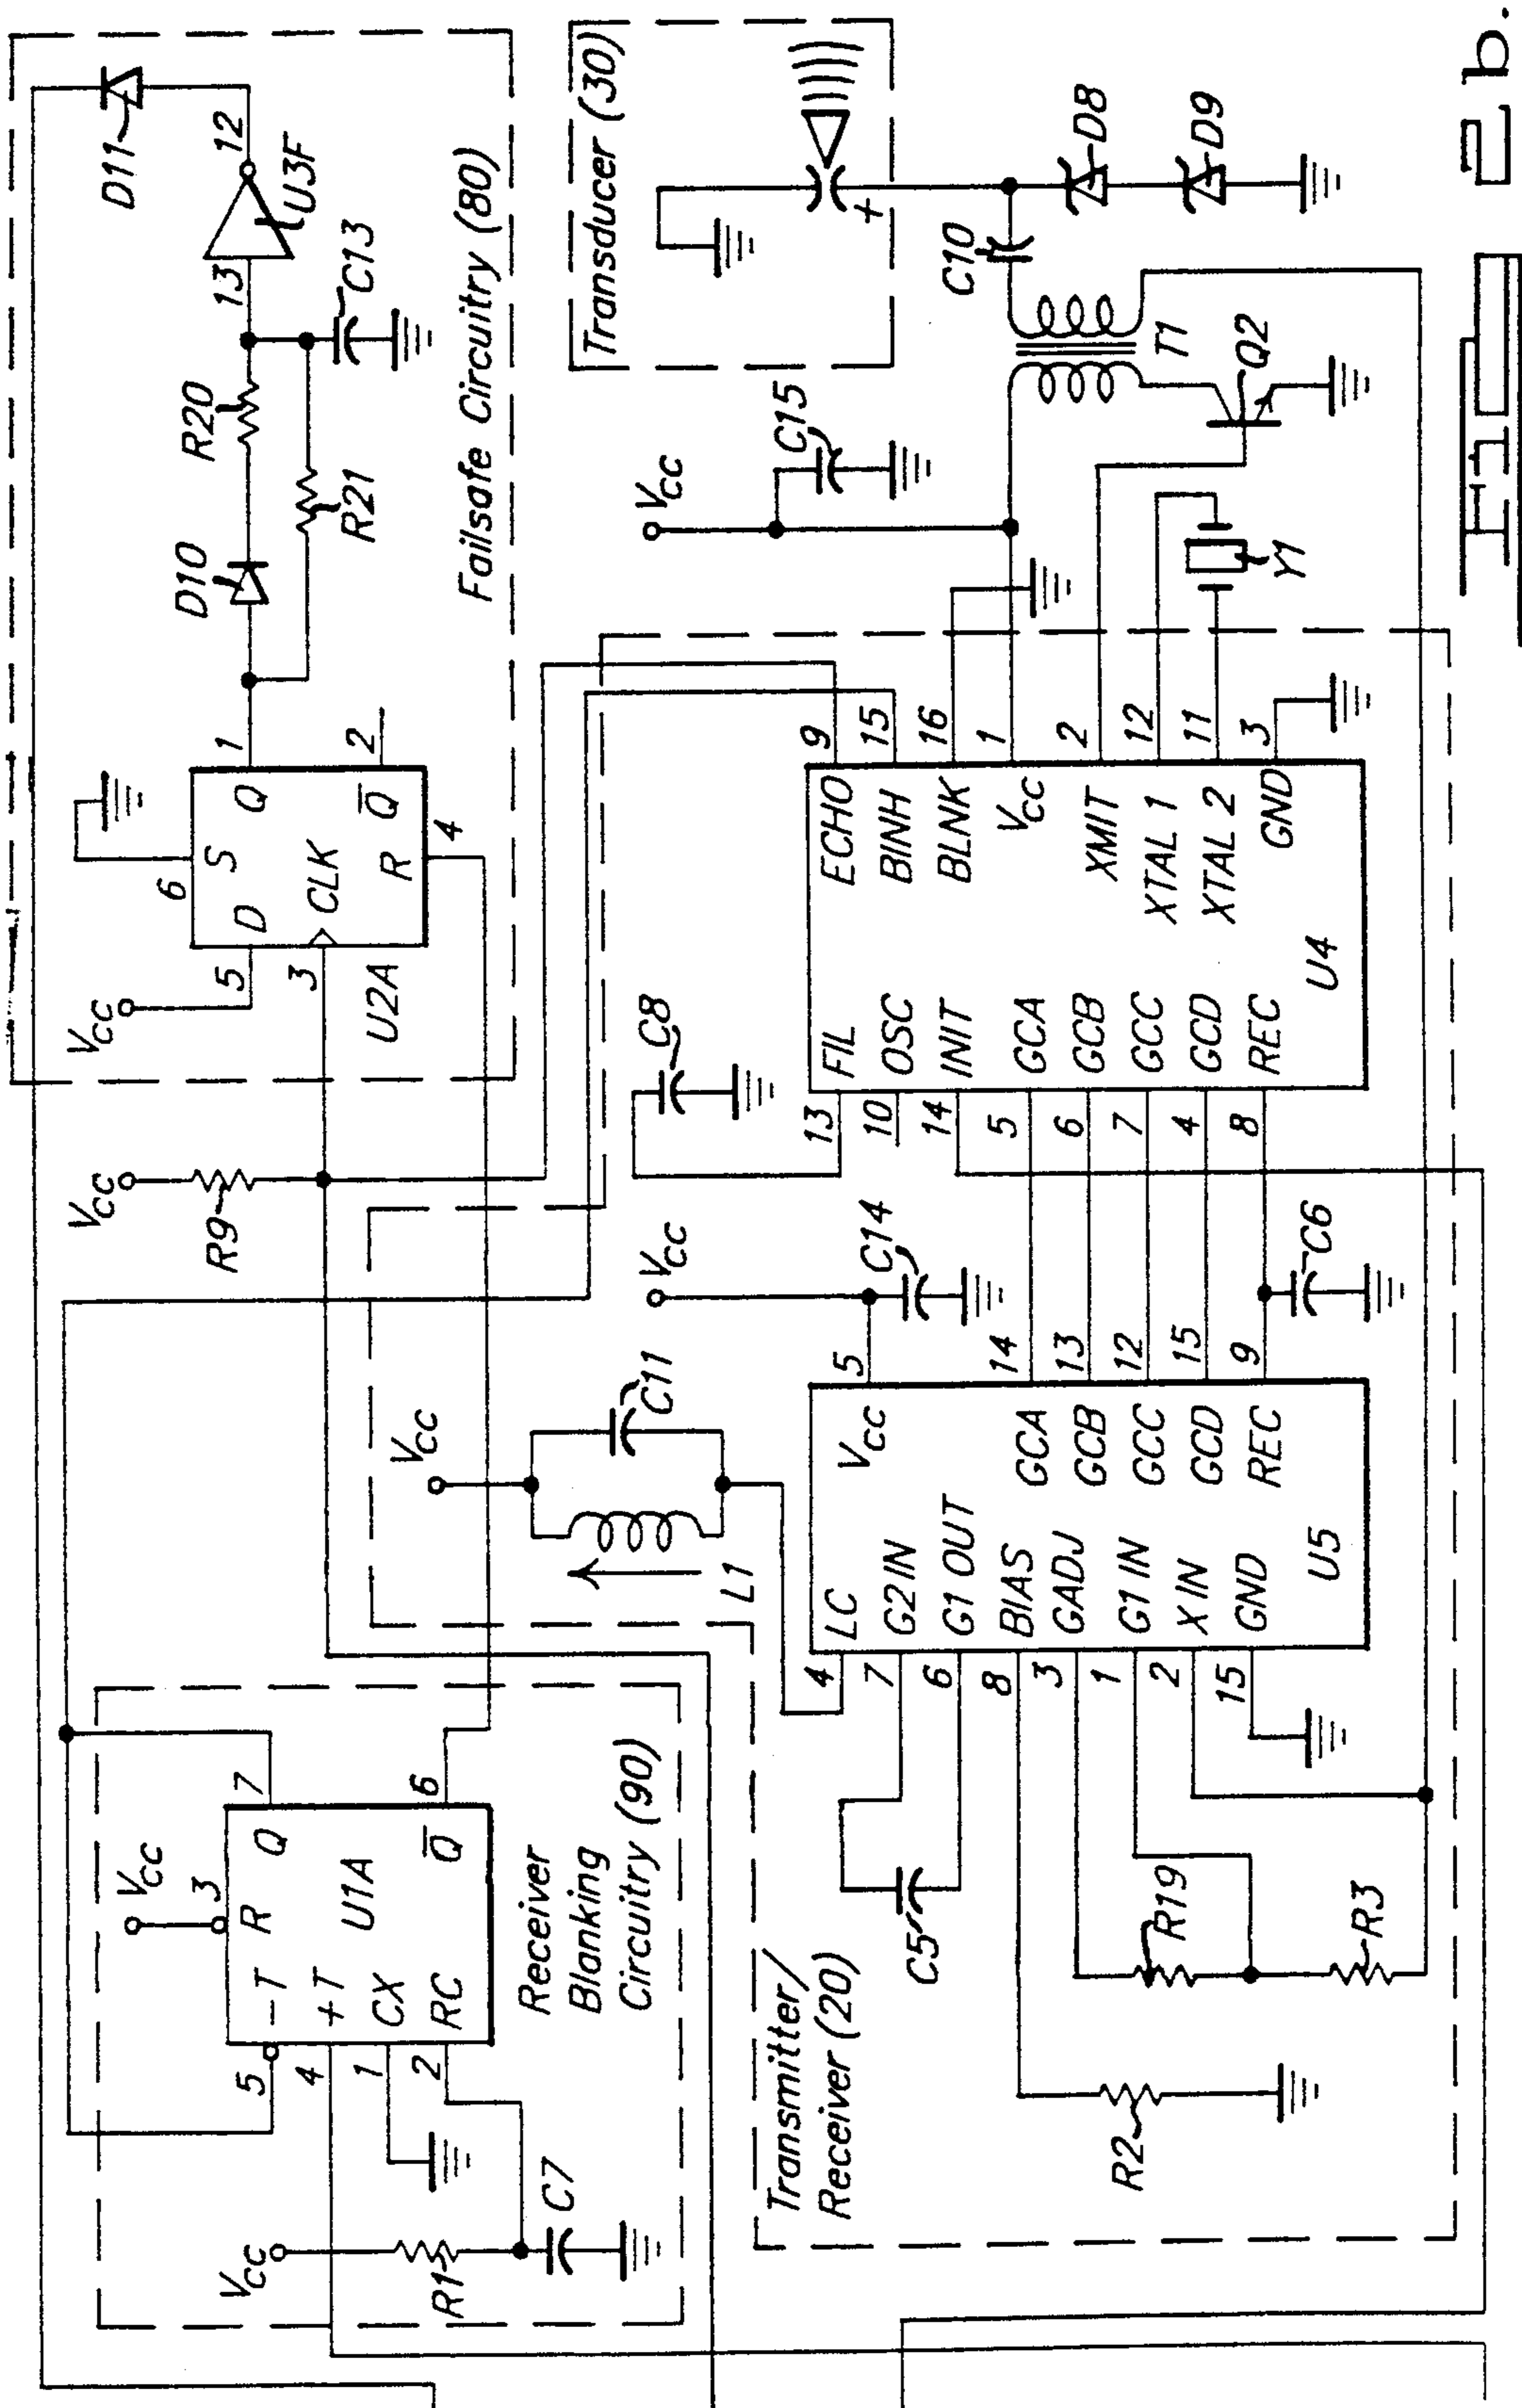 Vcc
R1
C7
5
4
1
2
-T
+T
CX
RC
R
3
Vcc
U1A
Q
Q̅
7
6
Receiver
Blanking
Circuitry (90)
Vcc
R9
Vcc
5
3
U2A
6
D
S
Q
CLK
R
Q̅
1
2
4
D10
R20
R21
13
C13
12
U3F
D11
Failsafe Circuitry (80)
Transmitter/
Receiver (20)
R2
C5
R19
R3
Vcc
L1
C11
4
7
6
8
3
1
2
15
LC
G2 IN
G1 OUT
BIAS
GADJ
G1 IN
X IN
GND
Vcc
GCA
GCB
GCC
GCD
REC
U5
5
14
13
12
15
9
Vcc
C14
C6
C8
13
10
14
5
6
7
4
8
FIL
OSC
INIT
GCA
GCB
GCC
GCD
REC
ECHO
BINH
BLNK
Vcc
XMIT
XTAL 1
XTAL 2
GND
U4
9
15
16
1
2
12
11
3
Vcc
C15
Y1
T1
Q2
Transducer (30)
+
C10
D8
D9
Fig. 2b.